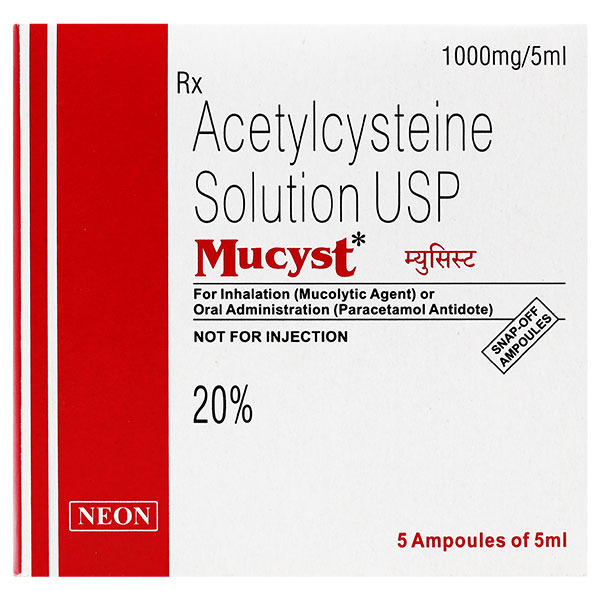 1000mg/5ml
Rx
Acetylcysteine
Solution USP
Mucyst* म्युसिस्ट
For Inhalation (Mucolytic Agent) or
Oral Administration (Paracetamol Antidote)
NOT FOR INJECTION
SNAP-OFF
AMPOULES
20%
NEON
5 Ampoules of 5ml